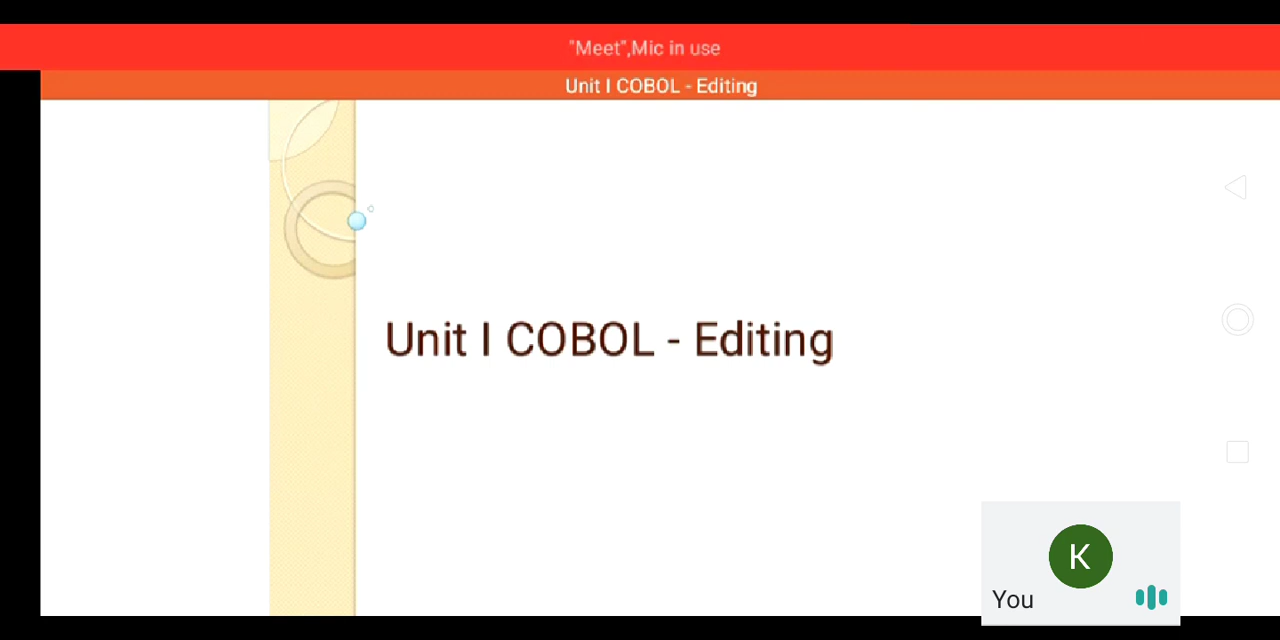 "Meet",Mic in use
Unit I COBOL - Editing
Unit I COBOL - Editing
K
You